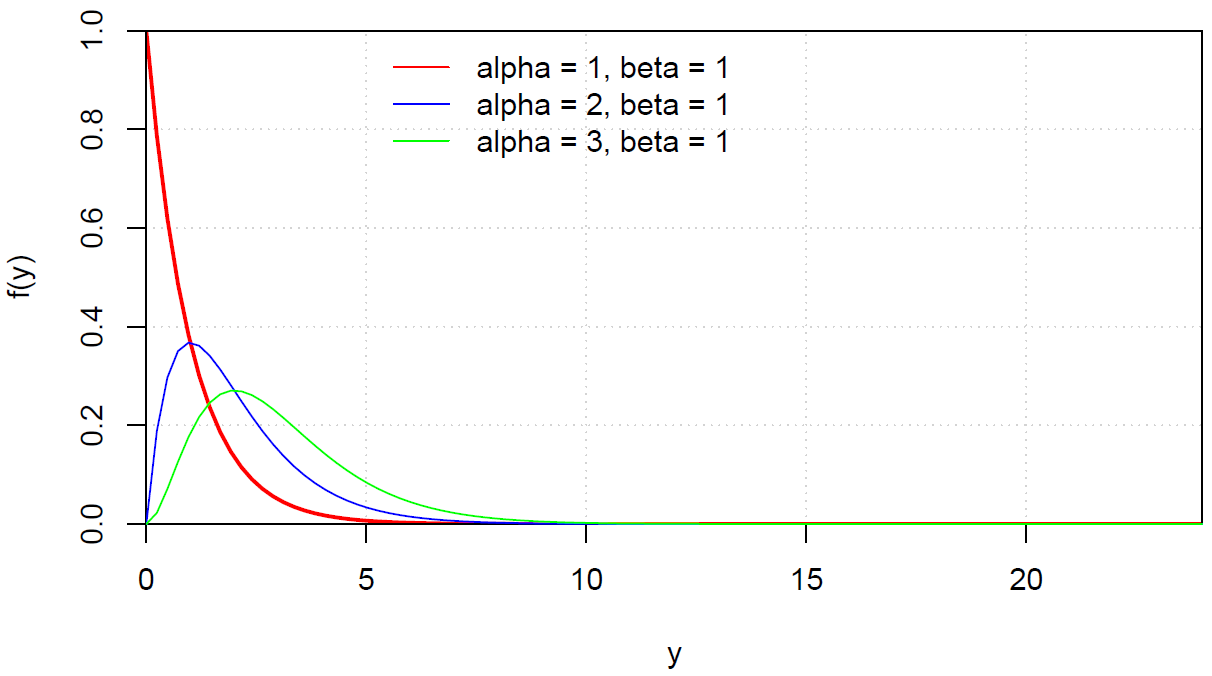 alpha = 1, beta = 1
alpha = 2, beta = 1
alpha = 3, beta = 1
f(y)
1.0
0.8
0.6
0.4
0.2
0.0
0 5 10 15 20
y